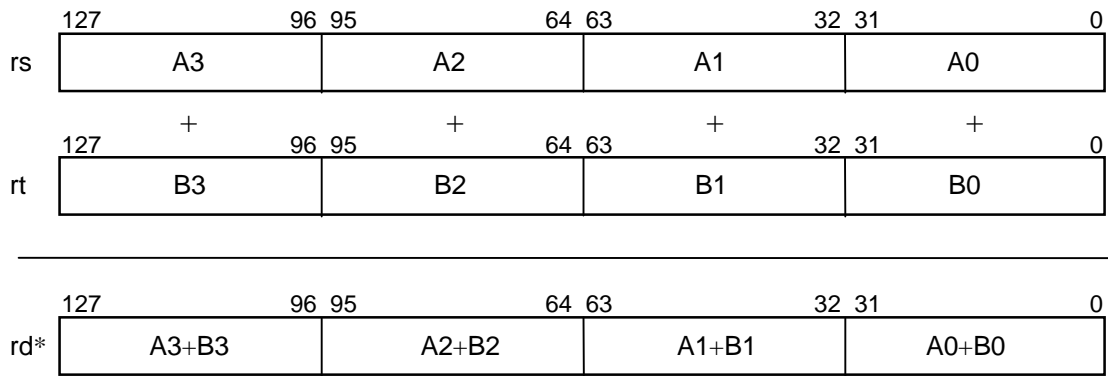 127 96 95 64 63 32 31 0
rs A3 A2 A1 A0
+ + + +
127 96 95 64 63 32 31 0
rt B3 B2 B1 B0
127 96 95 64 63 32 31 0
rd* A3+B3 A2+B2 A1+B1 A0+B0